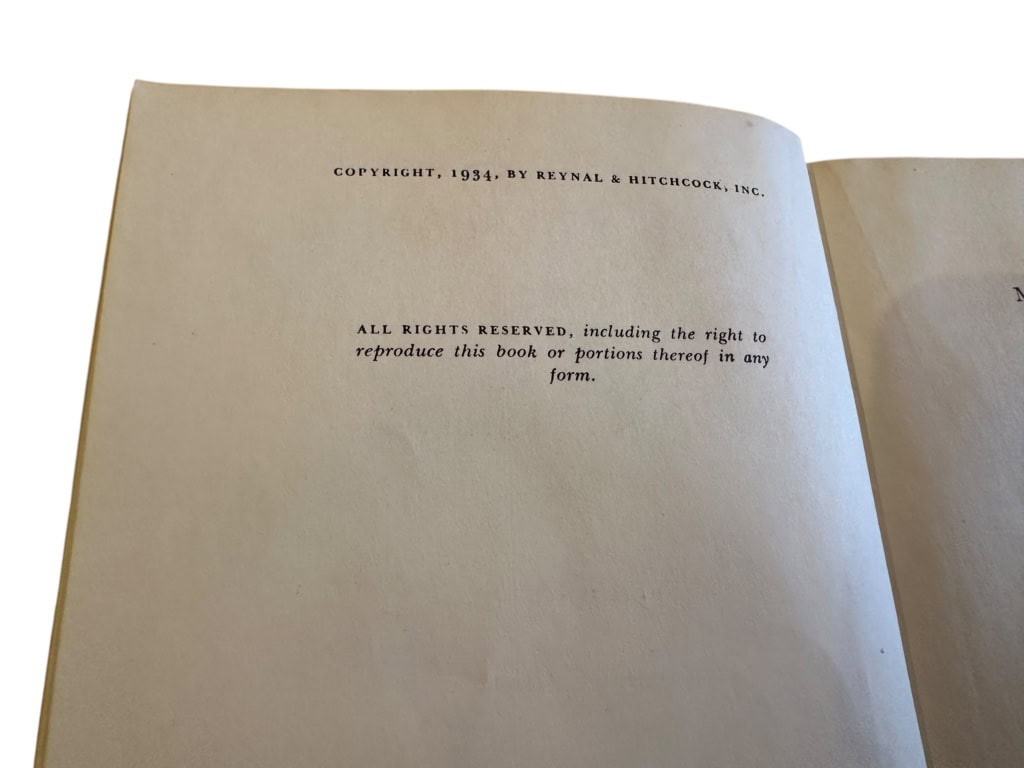 COPYRIGHT, 1934, BY REYNAL & HITCHCOCK, INC.
ALL RIGHTS RESERVED, including the right to
reproduce this book or portions thereof in any
form.